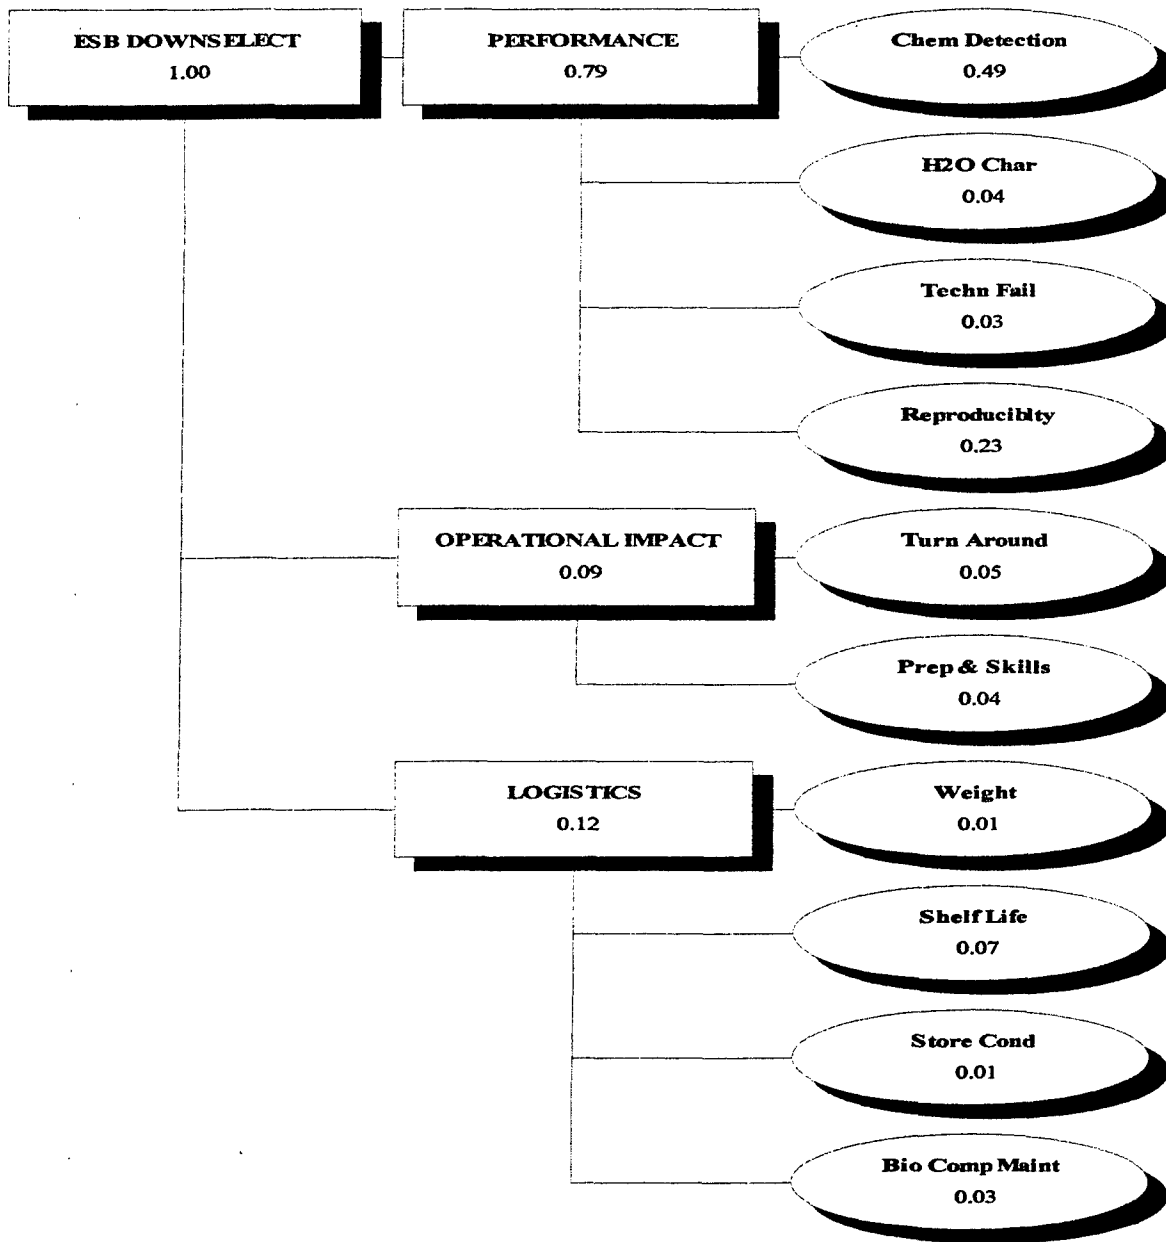 ESB DOWNSELECT
1.00
PERFORMANCE
0.79
Chem Detection
0.49
H2O Char
0.04
Techn Fail
0.03
Reproduciblty
0.23
OPERATIONAL IMPACT
0.09
Turn Around
0.05
Prep & Skills
0.04
LOGISTICS
0.12
Weight
0.01
Shelf Life
0.07
Store Cond
0.01
Bio Comp Maint
0.03